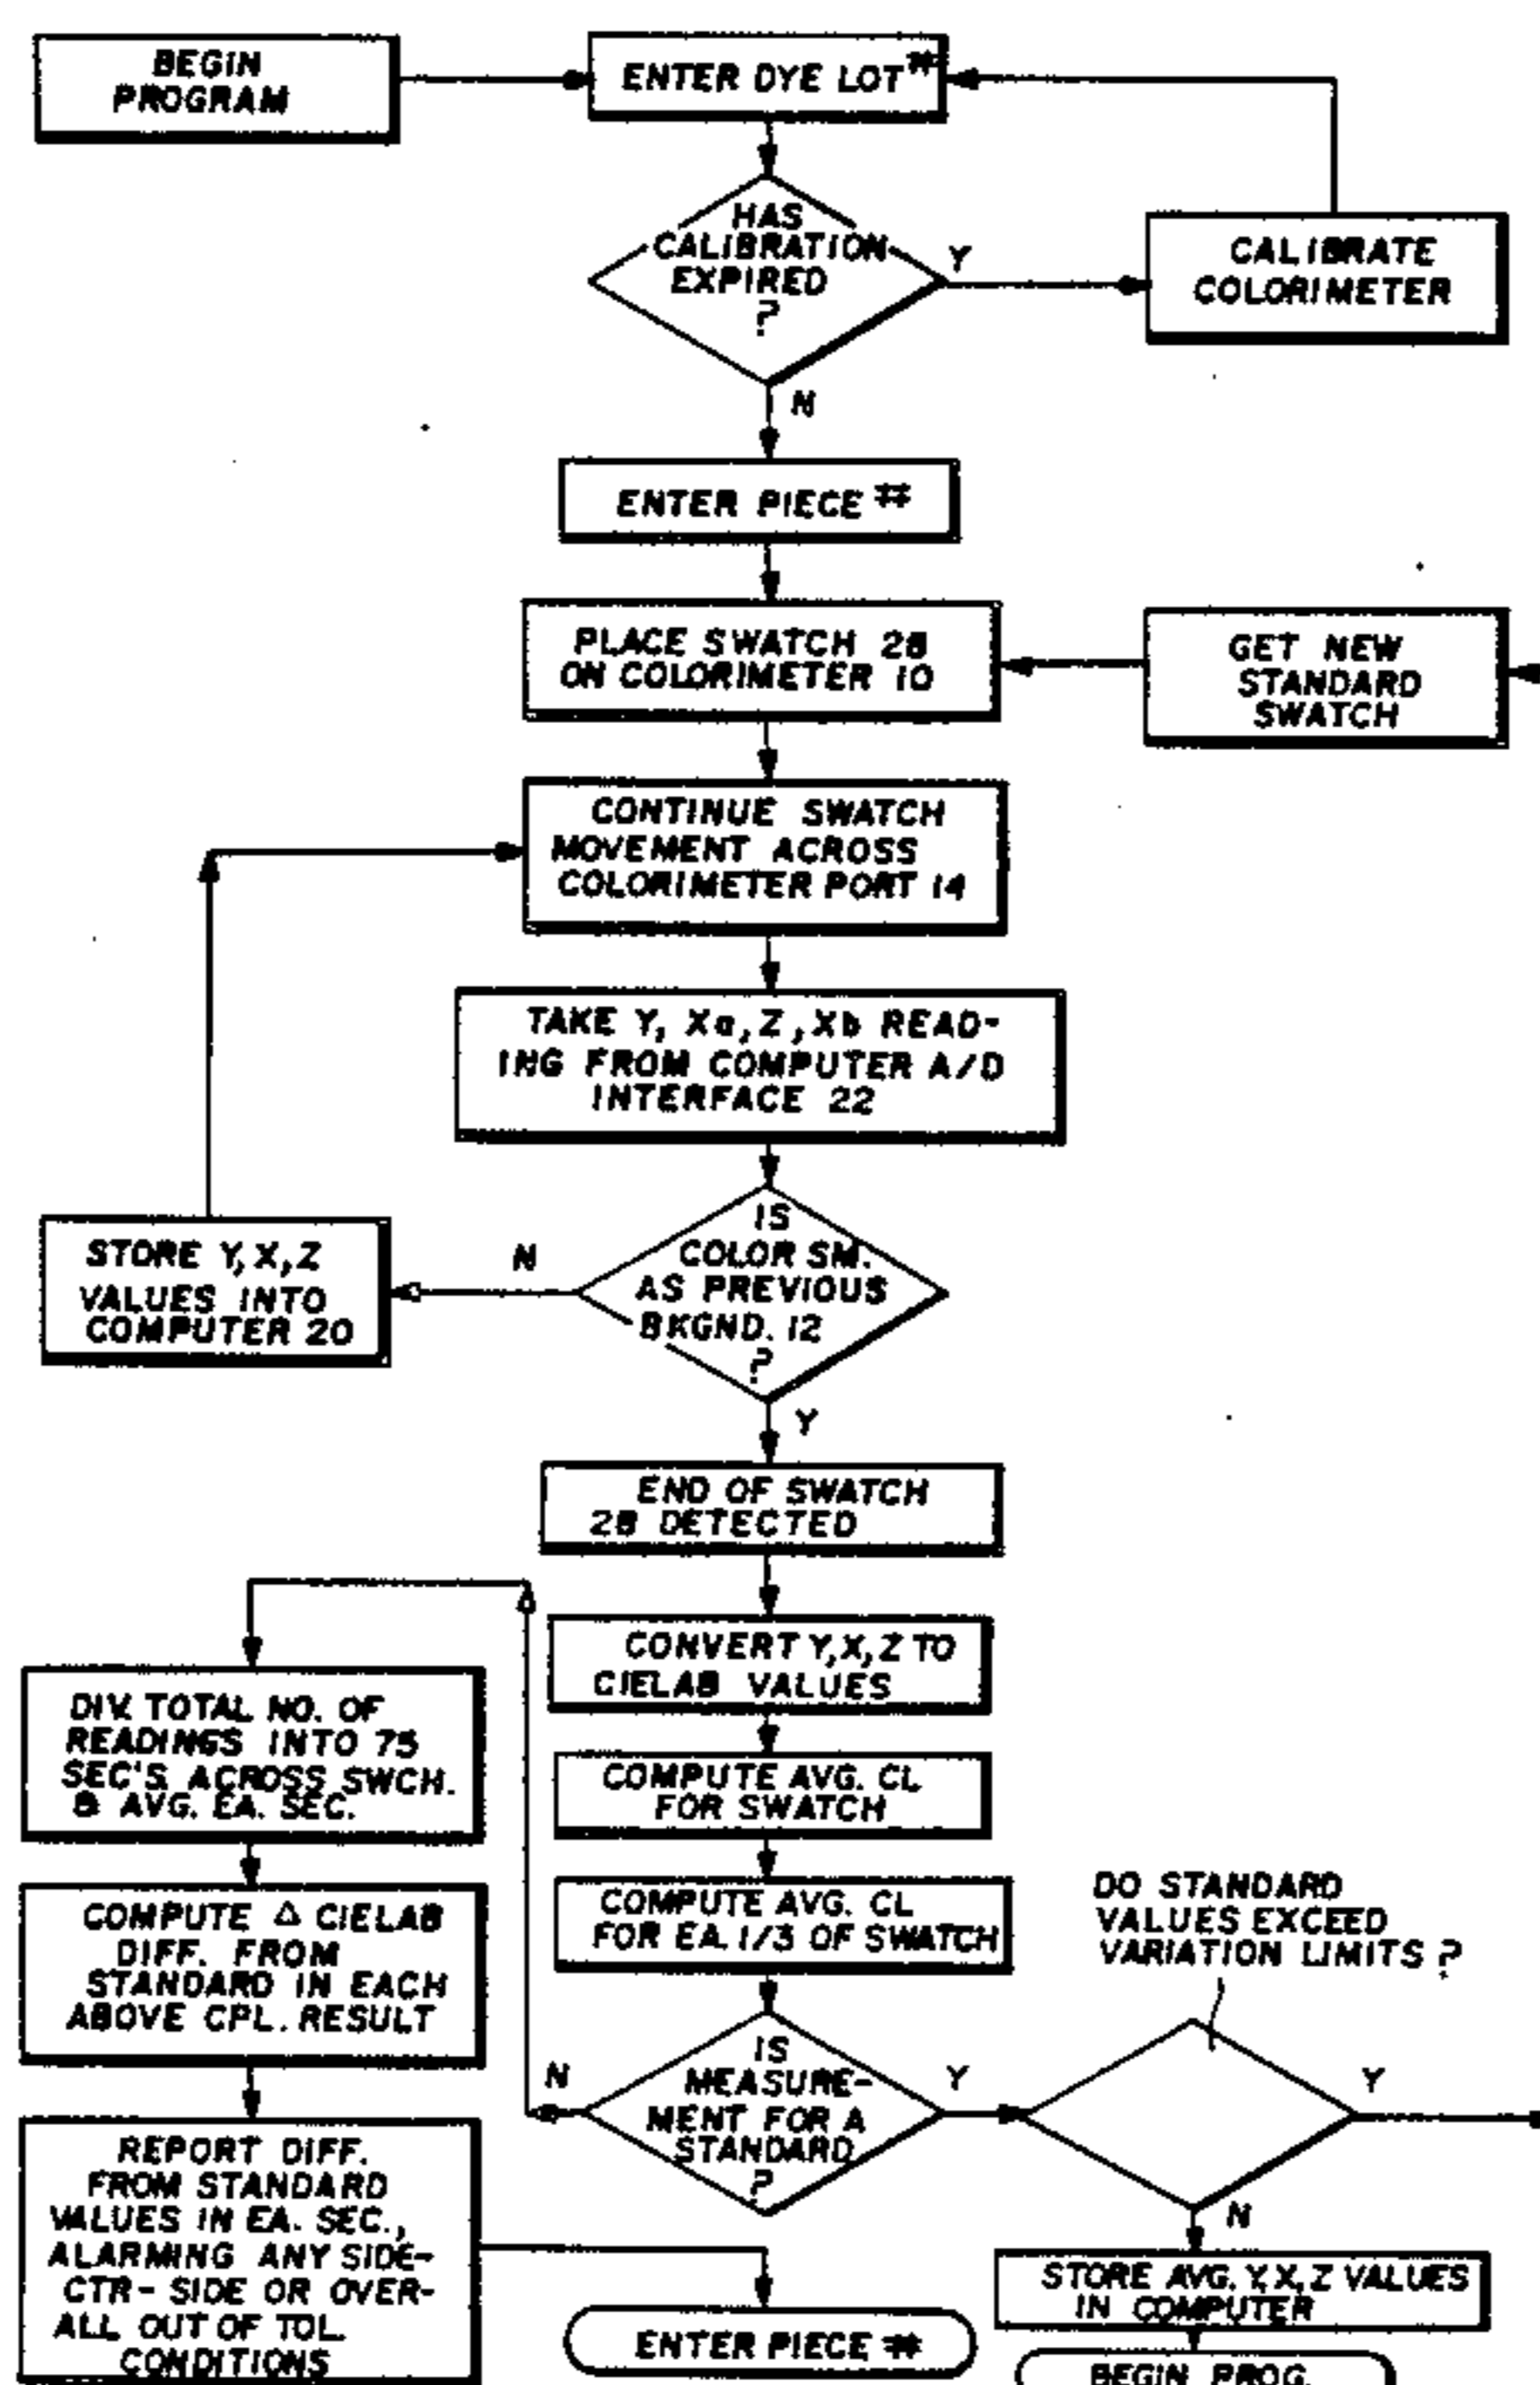 BEGIN
PROGRAM
ENTER DYE LOT #
HAS
CALIBRATION
EXPIRED
?
Y
CALIBRATE
COLORIMETER
N
ENTER PIECE #
PLACE SWATCH 28
ON COLORIMETER 10
GET NEW
STANDARD
SWATCH
CONTINUE SWATCH
MOVEMENT ACROSS
COLORIMETER PORT 14
TAKE Y, Xa, Z, Xb READ-
ING FROM COMPUTER A/D
INTERFACE 22
IS
COLOR SM.
AS PREVIOUS
BKGND. 12
?
N
STORE Y, X, Z
VALUES INTO
COMPUTER 20
Y
END OF SWATCH
28 DETECTED
CONVERT Y, X, Z TO
CIELAB VALUES
COMPUTE AVG. CL
FOR SWATCH
COMPUTE AVG. CL
FOR EA. 1/3 OF SWATCH
IS
MEASURE-
MENT FOR A
STANDARD
?
N
DIV. TOTAL NO. OF
READINGS INTO 75
SEC'S. ACROSS SWCH.
& AVG. EA. SEC.
COMPUTE Δ CIELAB
DIFF. FROM
STANDARD IN EACH
ABOVE CPL. RESULT
REPORT DIFF.
FROM STANDARD
VALUES IN EA. SEC.,
ALARMING ANY SIDE-
CTR-SIDE OR OVER-
ALL OUT OF TOL.
CONDITIONS
ENTER PIECE #
Y
DO STANDARD
VALUES EXCEED
VARIATION LIMITS ?
Y
N
STORE AVG. Y, X, Z VALUES
IN COMPUTER
BEGIN PROG.